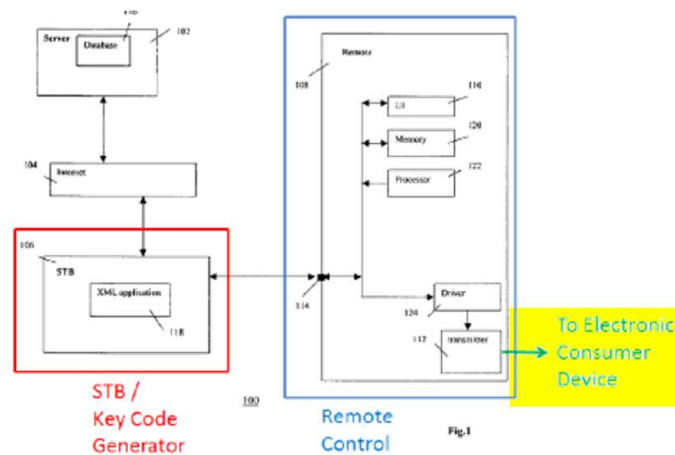 Server
Database
102
Internet
104
106
STB
XML application
118
STB /
Key Code
Generator
Remote
108
UI
116
Memory
120
Processor
122
114
Driver
124
112
transmitter
To Electronic
Consumer
Device
100
Remote
Control
Fig.1